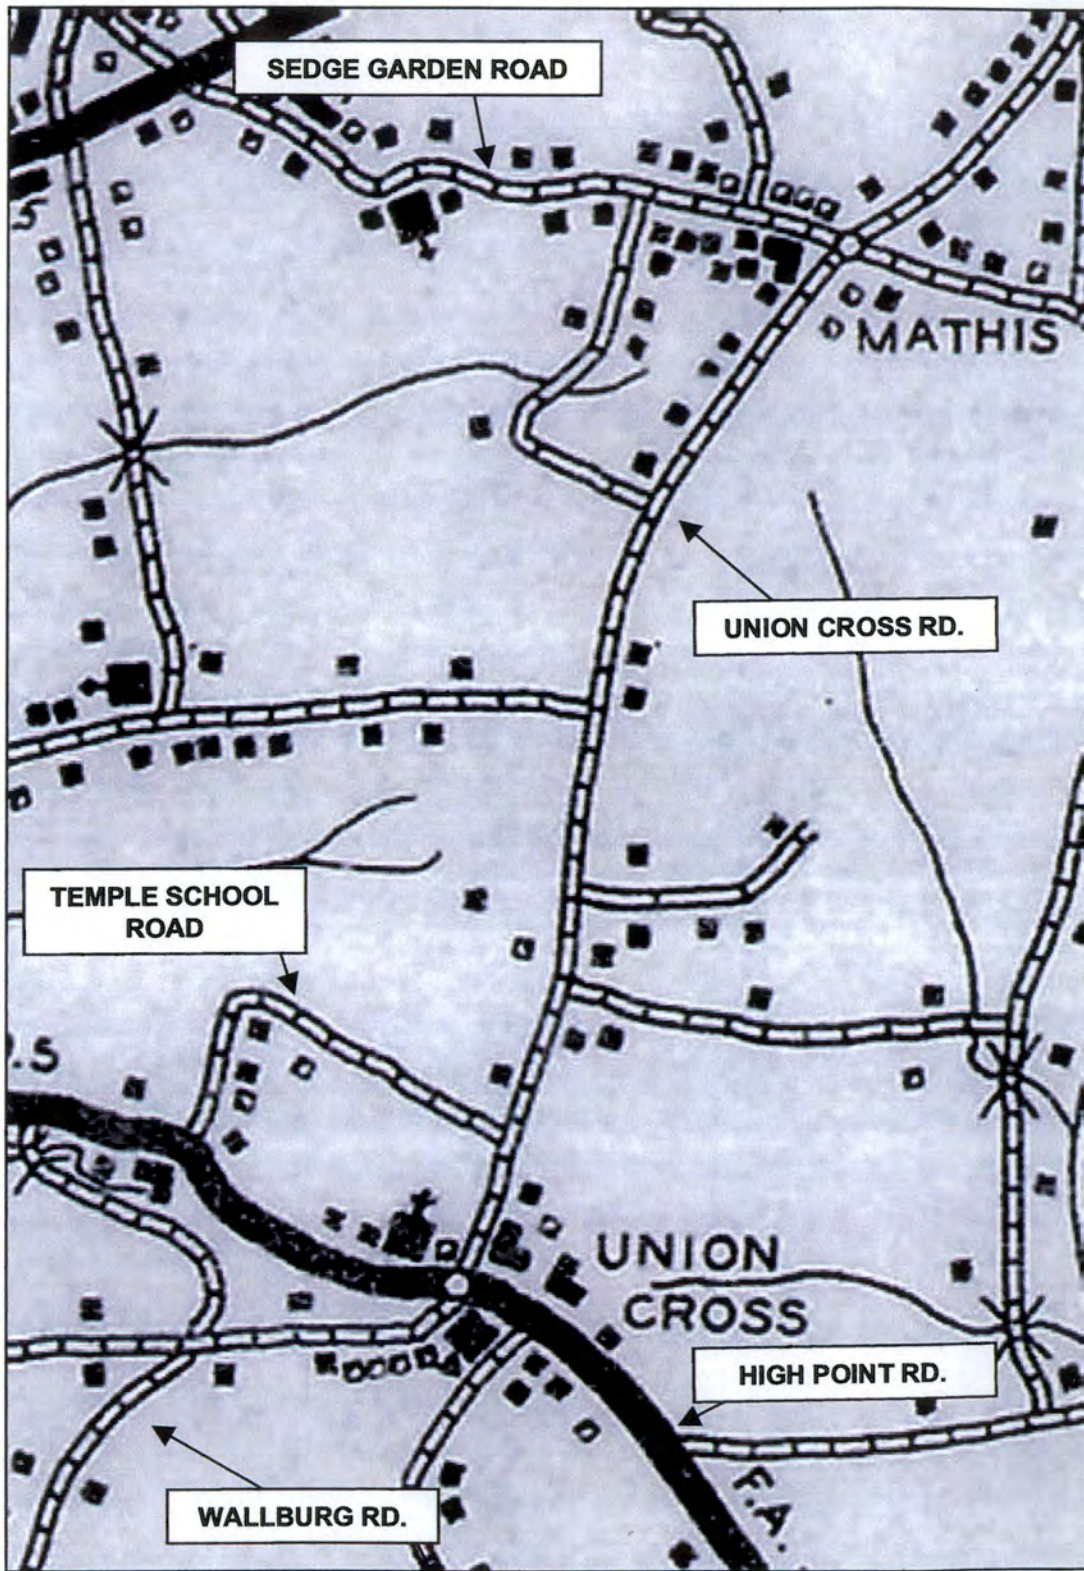 SEDGE GARDEN ROAD
MATHIS
UNION CROSS RD.
TEMPLE SCHOOL
ROAD
UNION
CROSS
HIGH POINT RD.
F.A.
WALLBURG RD.